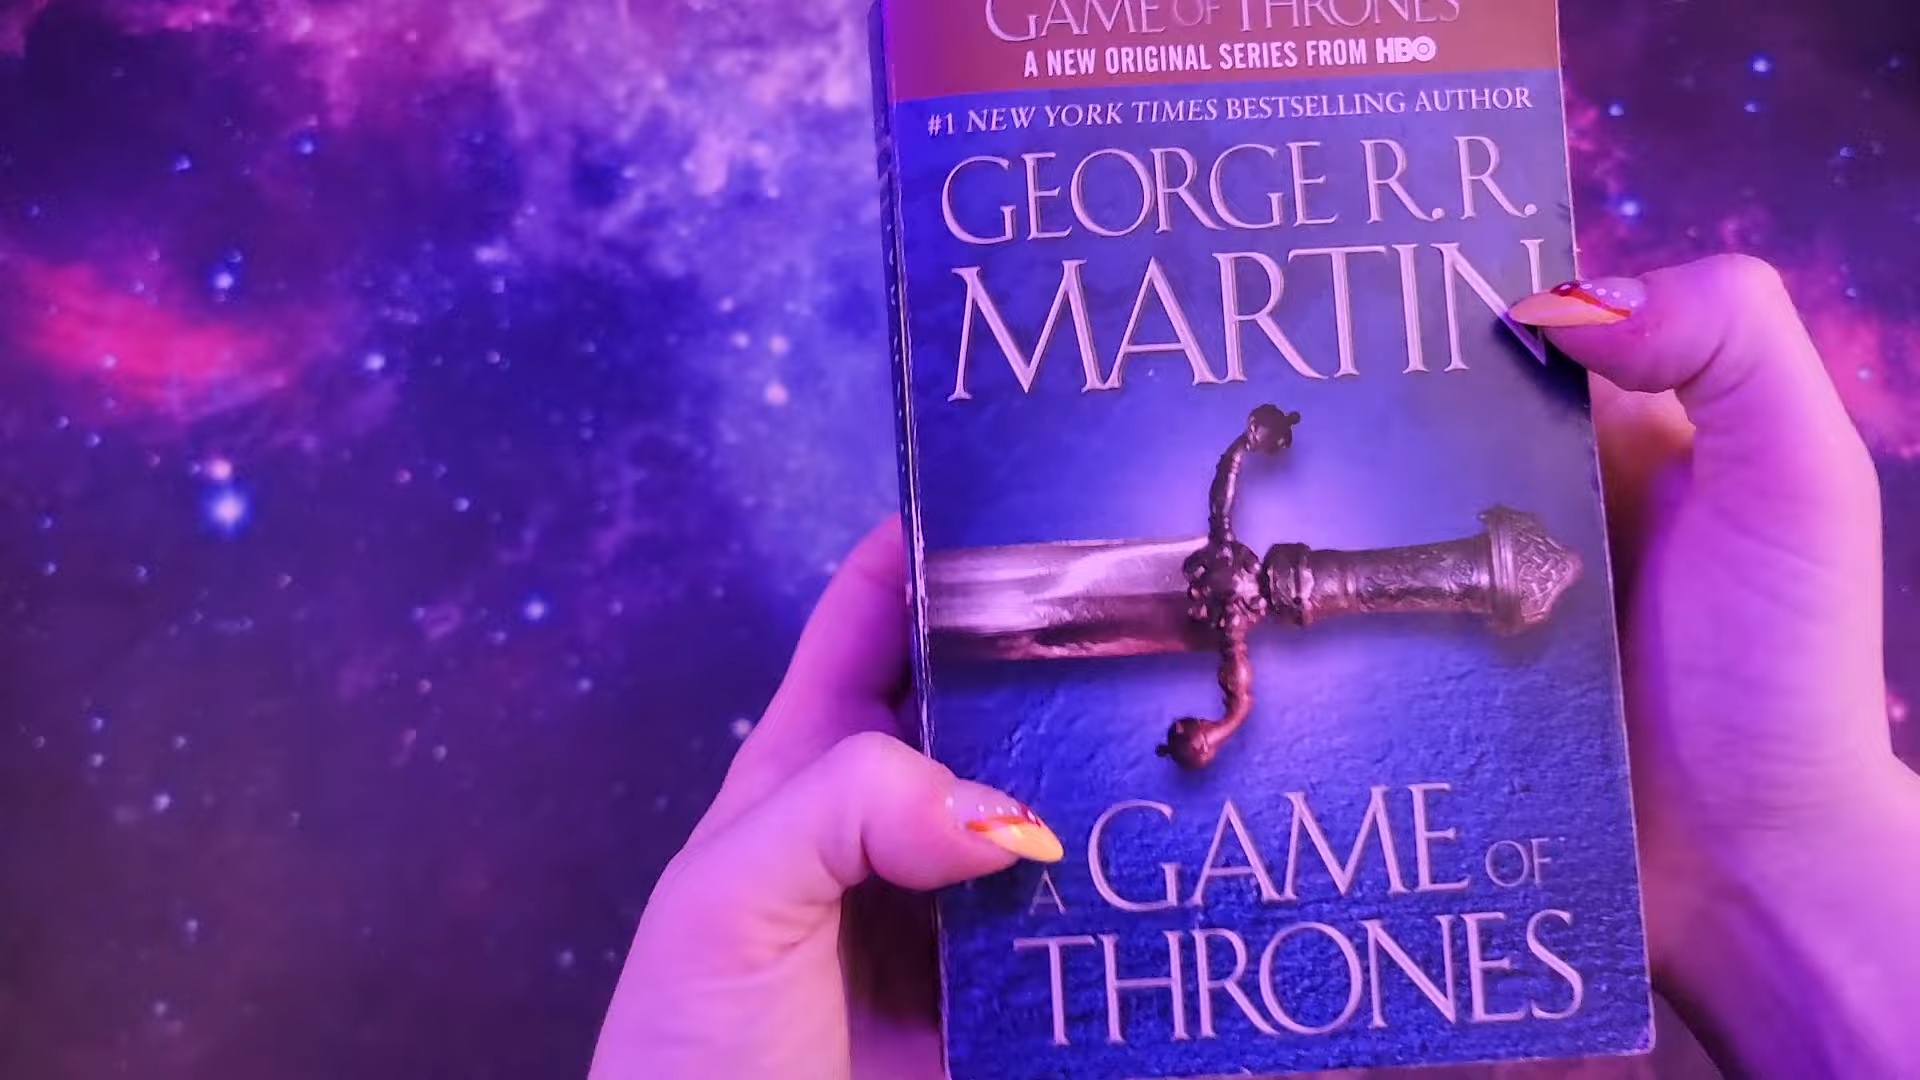 GAME OF THRONES
A NEW ORIGINAL SERIES FROM HBO
#1 NEW YORK TIMES BESTSELLING AUTHOR
GEORGE R. R.
MARTIN
A GAME OF
THRONES